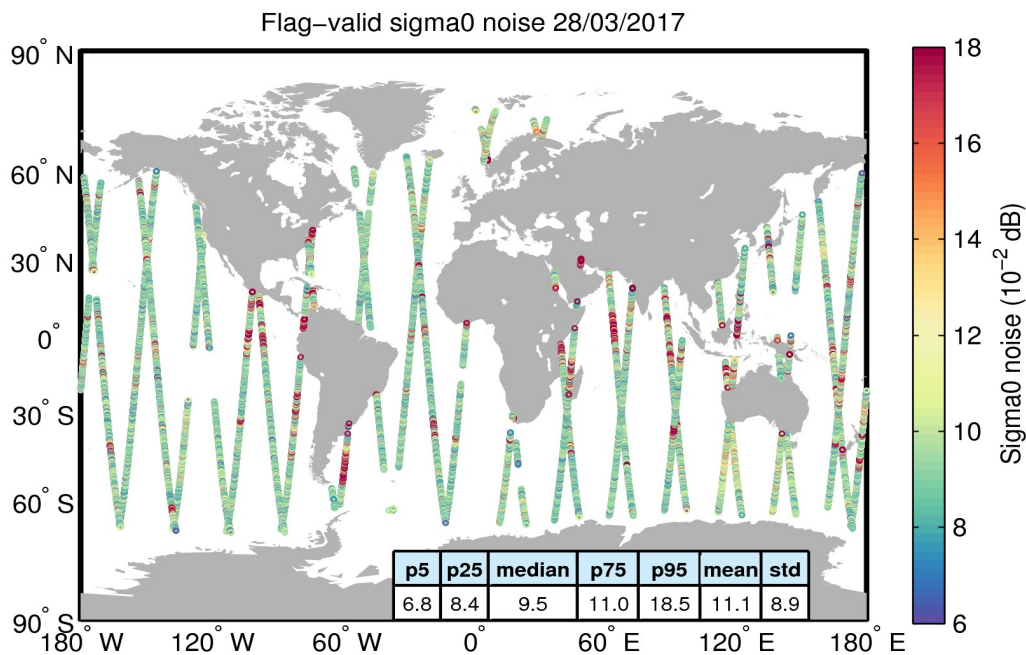 Flag−valid sigma0 noise 28/03/2017
90° N
60° N
30° N
0°
30° S
60° S
90° S
180° W
120° W
60° W
0°
60° E
120° E
180° E
p5 p25 median p75 p95 mean std
6.8 8.4 9.5 11.0 18.5 11.1 8.9
18
16
14
12
10
8
6
Sigma0 noise (10⁻² dB)